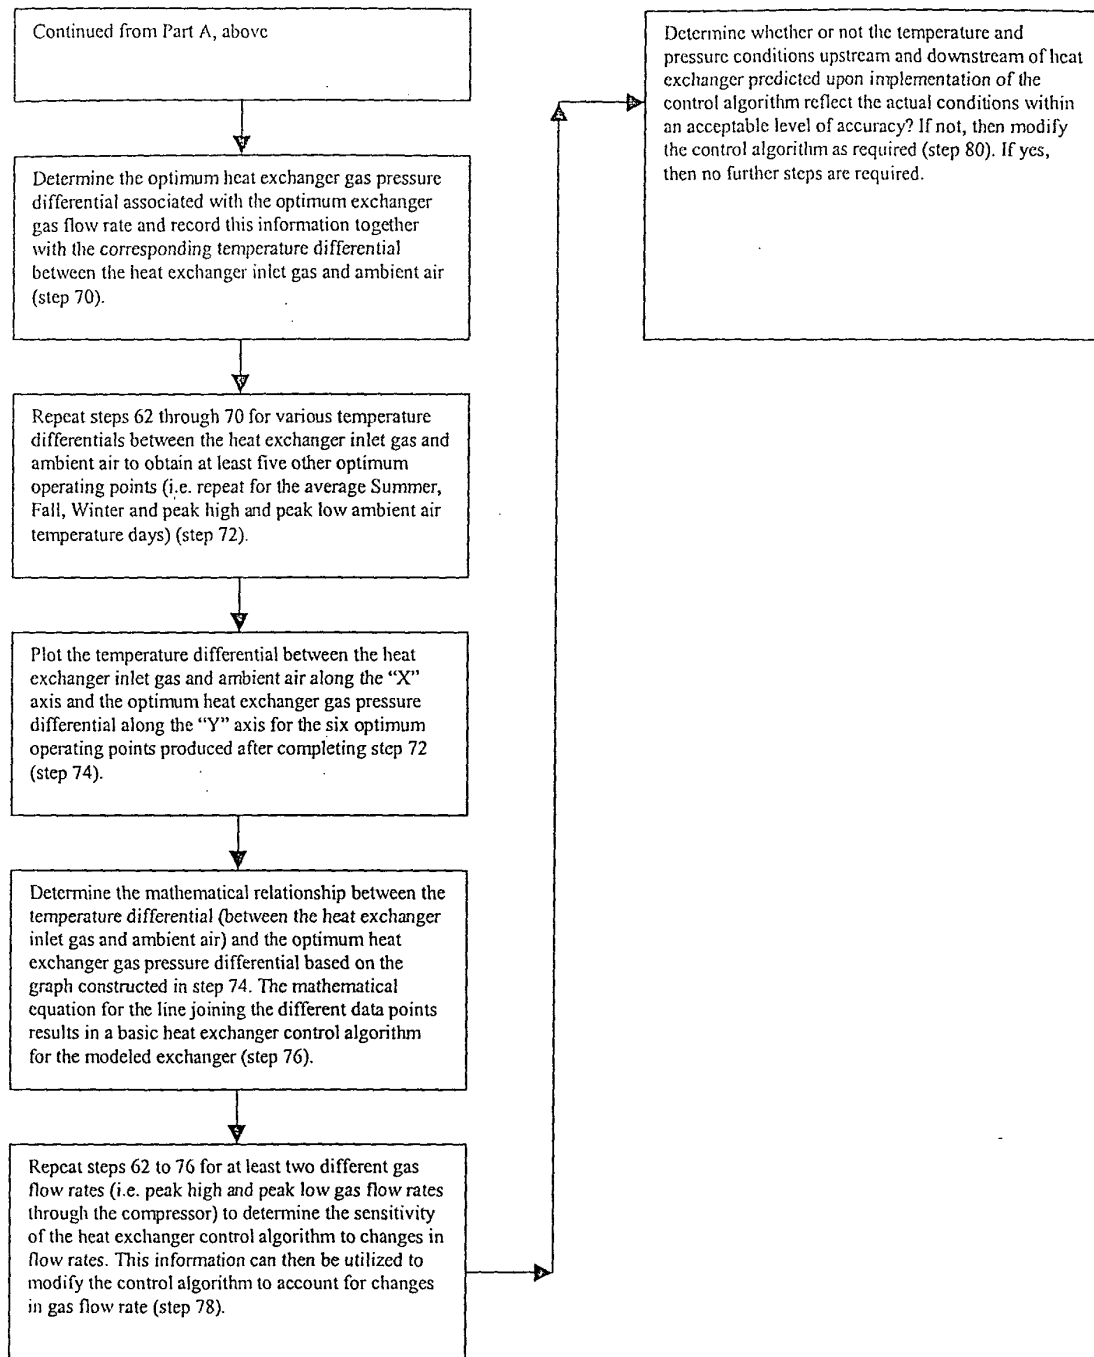 Continued from Part A, above
Determine the optimum heat exchanger gas pressure
differential associated with the optimum exchanger
gas flow rate and record this information together
with the corresponding temperature differential
between the heat exchanger inlet gas and ambient air
(step 70).
Repeat steps 62 through 70 for various temperature
differentials between the heat exchanger inlet gas and
ambient air to obtain at least five other optimum
operating points (i.e. repeat for the average Summer,
Fall, Winter and peak high and peak low ambient air
temperature days) (step 72).
Plot the temperature differential between the heat
exchanger inlet gas and ambient air along the “X”
axis and the optimum heat exchanger gas pressure
differential along the “Y” axis for the six optimum
operating points produced after completing step 72
(step 74).
Determine the mathematical relationship between the
temperature differential (between the heat exchanger
inlet gas and ambient air) and the optimum heat
exchanger gas pressure differential based on the
graph constructed in step 74. The mathematical
equation for the line joining the different data points
results in a basic heat exchanger control algorithm
for the modeled exchanger (step 76).
Repeat steps 62 to 76 for at least two different gas
flow rates (i.e. peak high and peak low gas flow rates
through the compressor) to determine the sensitivity
of the heat exchanger control algorithm to changes in
flow rates. This information can then be utilized to
modify the control algorithm to account for changes
in gas flow rate (step 78).
Determine whether or not the temperature and
pressure conditions upstream and downstream of heat
exchanger predicted upon implementation of the
control algorithm reflect the actual conditions within
an acceptable level of accuracy? If not, then modify
the control algorithm as required (step 80). If yes,
then no further steps are required.